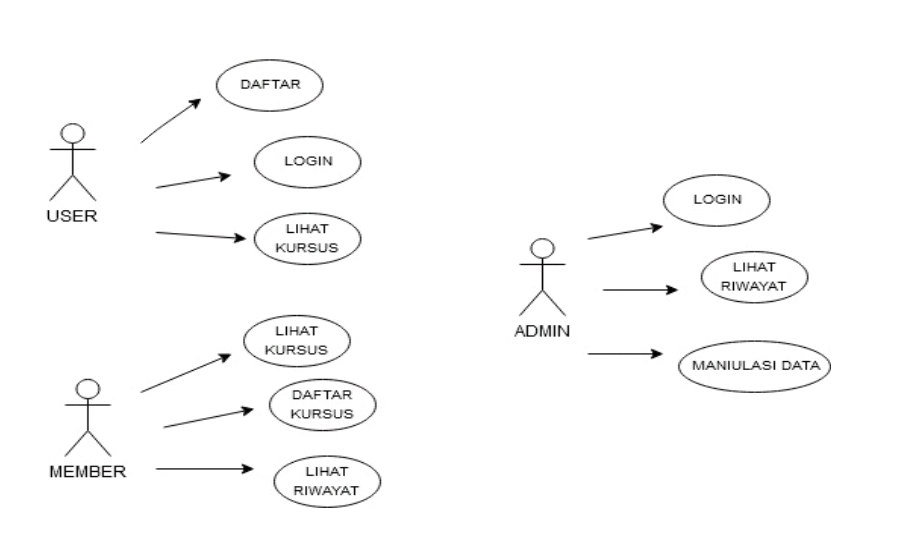 DAFTAR
LOGIN
USER
LIHAT
KURSUS
LIHAT
KURSUS
DAFTAR
KURSUS
MEMBER
LIHAT
RIWAYAT
LOGIN
LIHAT
RIWAYAT
ADMIN
MANIULASI DATA